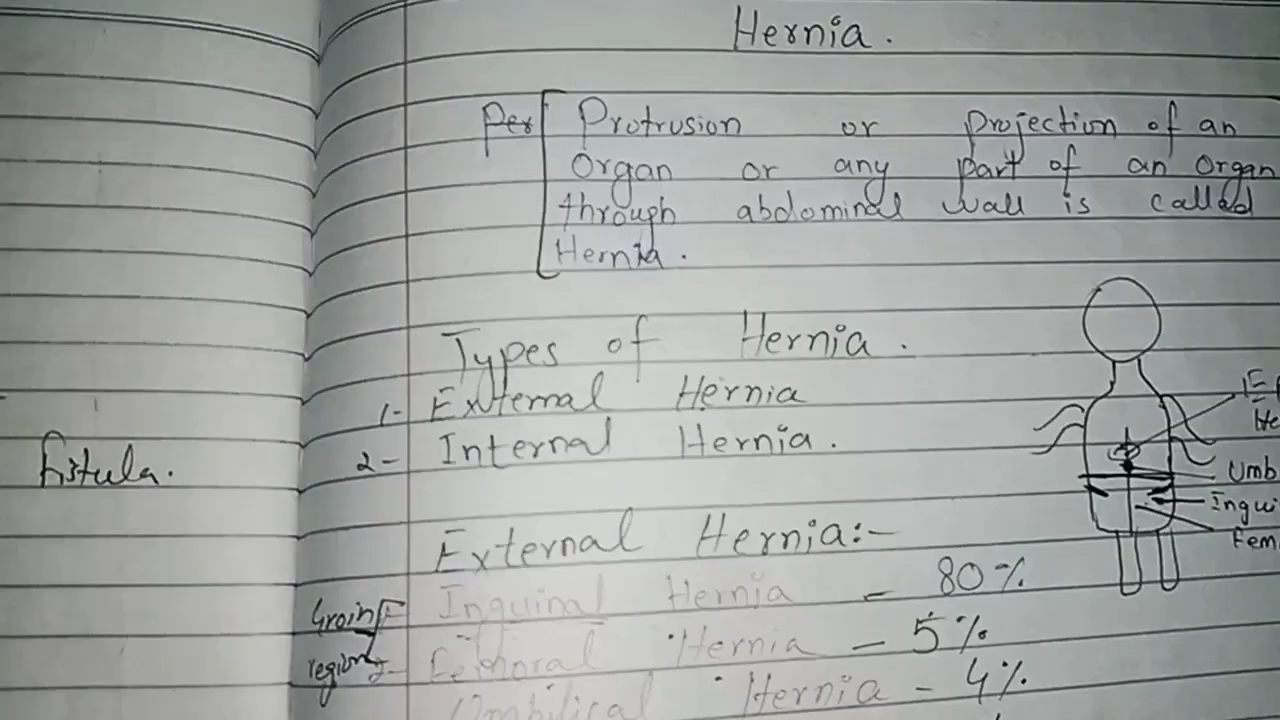 Hernia.
Per Protrusion or projection of an
Organ or any part of an organ
through abdominal wall is called
Hernia.
Types of Hernia.
1- External Hernia
2- Internal Hernia.
fistula.
Umb
Ingui
Fem
External Hernia:-
Groin Inguinal Hernia - 80%
region 2- Femoral Hernia - 5%
Umbilical Hernia - 4%